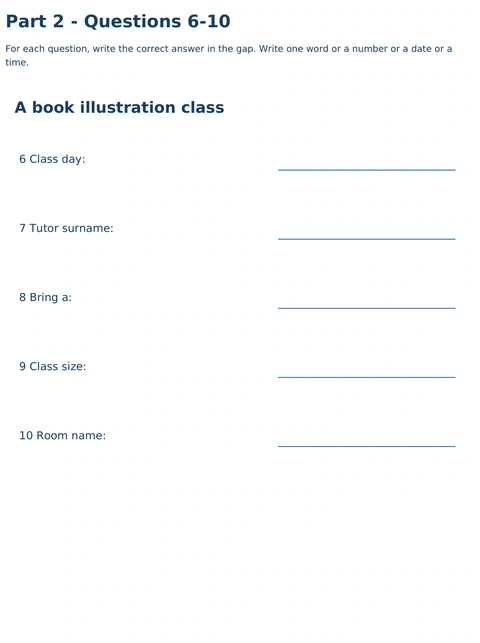 Part 2 - Questions 6-10
For each question, write the correct answer in the gap. Write one word or a number or a date or a
time.
A book illustration class
6 Class day:
7 Tutor surname:
8 Bring a:
9 Class size:
10 Room name: